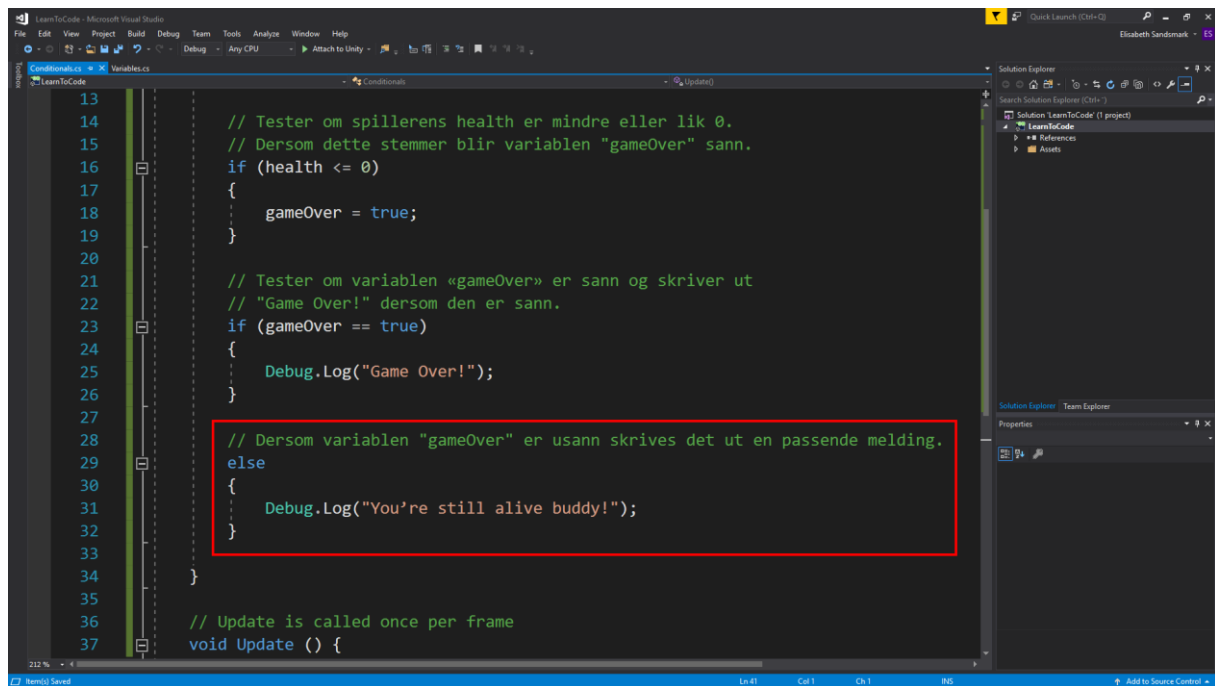 LearnToCode - Microsoft Visual Studio
Quick Launch (Ctrl+Q)
File Edit View Project Build Debug Team Tools Analyze Window Help
Elisabeth Sandsmark ES
Debug Any CPU Attach to Unity
Toolbox
Conditionals.cs Variables.cs
LearnToCode Conditionals Update()
13
14 // Tester om spillerens health er mindre eller lik 0.
15 // Dersom dette stemmer blir variablen "gameOver" sann.
16 if (health <= 0)
17 {
18 gameOver = true;
19 }
20
21 // Tester om variablen «gameOver» er sann og skriver ut
22 // "Game Over!" dersom den er sann.
23 if (gameOver == true)
24 {
25 Debug.Log("Game Over!");
26 }
27
28 // Dersom variablen "gameOver" er usann skrives det ut en passende melding.
29 else
30 {
31 Debug.Log("You’re still alive buddy!");
32 }
33
34 }
35
36 // Update is called once per frame
37 void Update () {
212 %
Solution Explorer
Search Solution Explorer (Ctrl+¨)
Solution 'LearnToCode' (1 project)
LearnToCode
References
Assets
Solution Explorer Team Explorer
Properties
Item(s) Saved Ln 41 Col 1 Ch 1 INS Add to Source Control